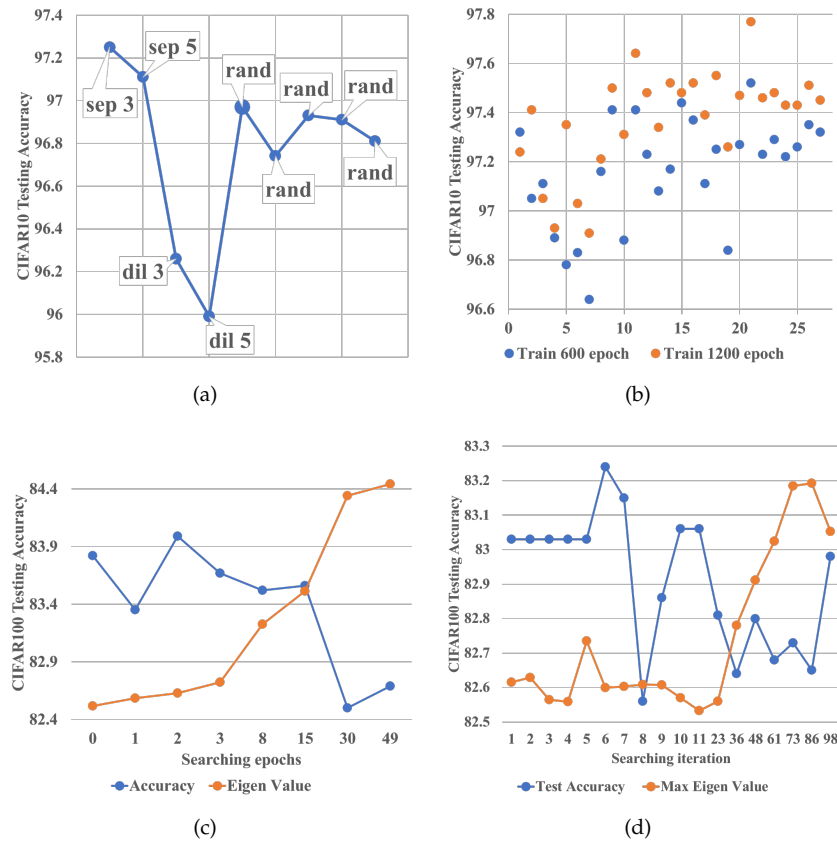 97.4
97.2
97
96.8
96.6
96.4
96.2
96
95.8
CIFAR10 Testing Accuracy
sep 3
sep 5
dil 3
dil 5
rand
rand
rand
rand
rand
(a)
97.8
97.6
97.4
97.2
97
96.8
96.6
CIFAR10 Testing Accuracy
0 5 10 15 20 25
Train 600 epoch Train 1200 epoch
(b)
84.4
83.9
83.4
82.9
82.4
CIFAR100 Testing Accuracy
0 1 2 3 8 15 30 49
Searching epochs
Accuracy Eigen Value
(c)
83.3
83.2
83.1
83
82.9
82.8
82.7
82.6
82.5
CIFAR100 Testing Accuracy
1 2 3 4 5 6 7 8 9 10 11 23 36 48 61 73 86 98
Searching iteration
Test Accuracy Max Eigen Value
(d)